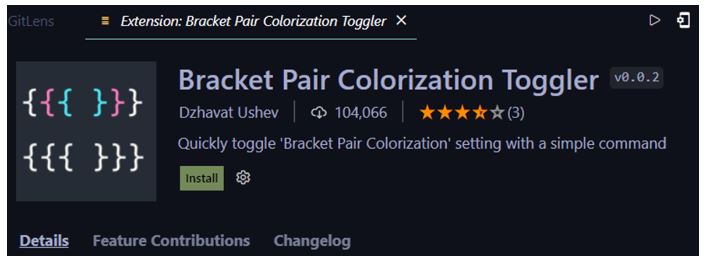 GitLens
Extension: Bracket Pair Colorization Toggler
{{{ }}}
{{{ }}}
Bracket Pair Colorization Toggler v0.0.2
Dzhavat Ushev | 104,066 | (3)
Quickly toggle 'Bracket Pair Colorization' setting with a simple command
Install
Details Feature Contributions Changelog